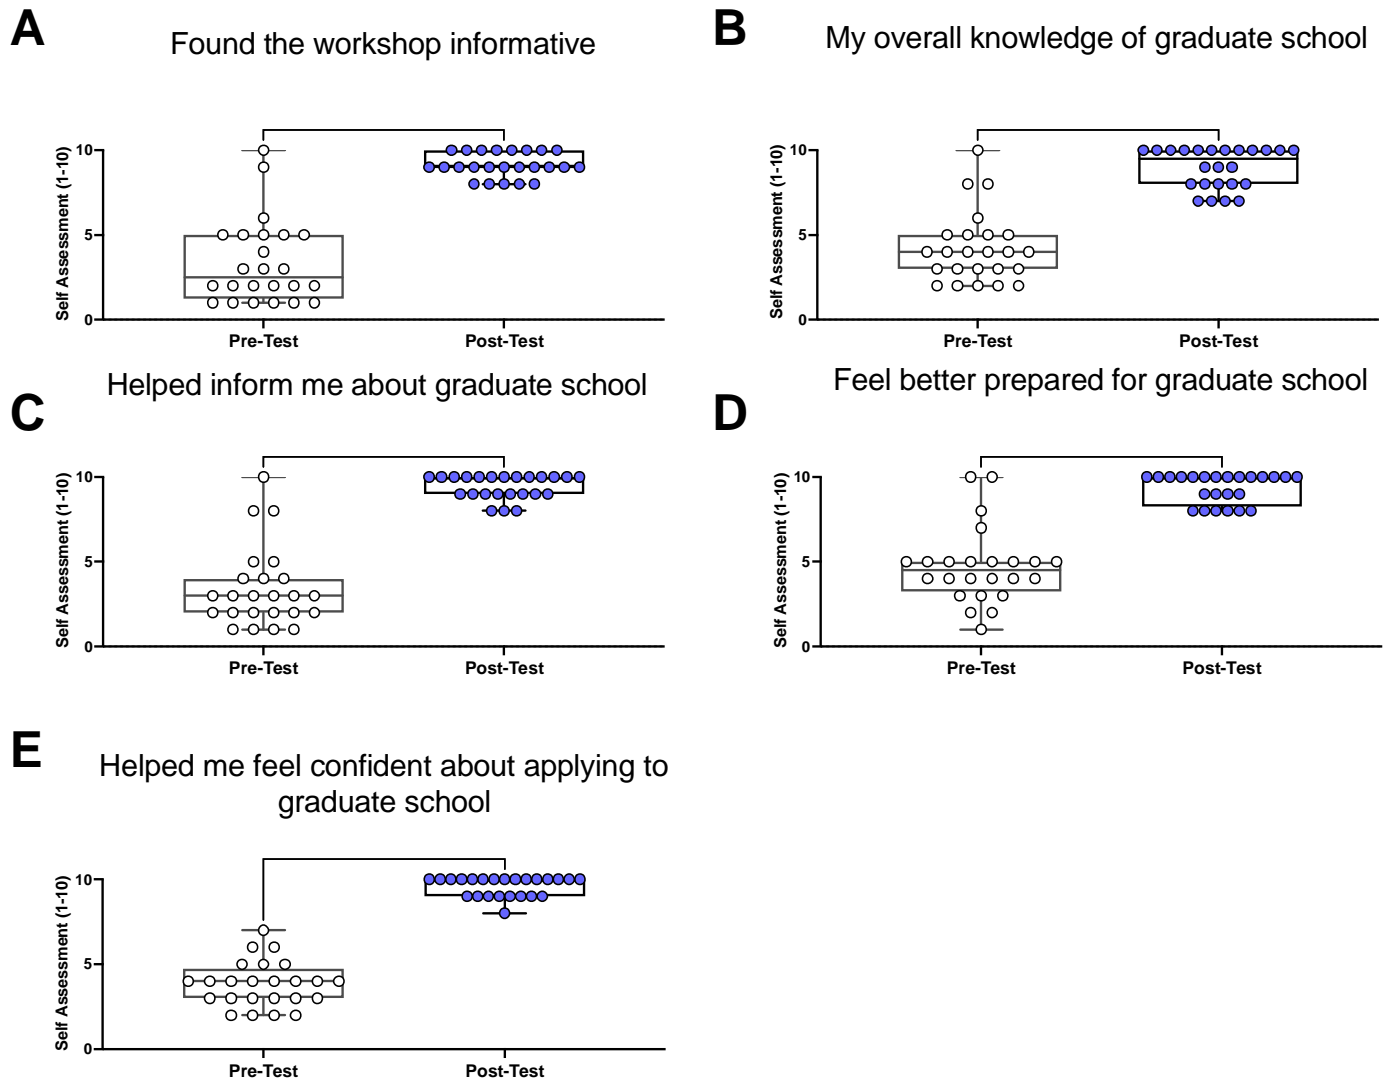 A
Found the workshop informative
Self Assessment (1-10)
10
5
0
Pre-Test
Post-Test
B
My overall knowledge of graduate school
Self Assessment (1-10)
10
5
0
Pre-Test
Post-Test
C
Helped inform me about graduate school
Self Assessment (1-10)
10
5
0
Pre-Test
Post-Test
D
Feel better prepared for graduate school
Self Assessment (1-10)
10
5
0
Pre-Test
Post-Test
E
Helped me feel confident about applying to
graduate school
Self Assessment (1-10)
10
5
0
Pre-Test
Post-Test